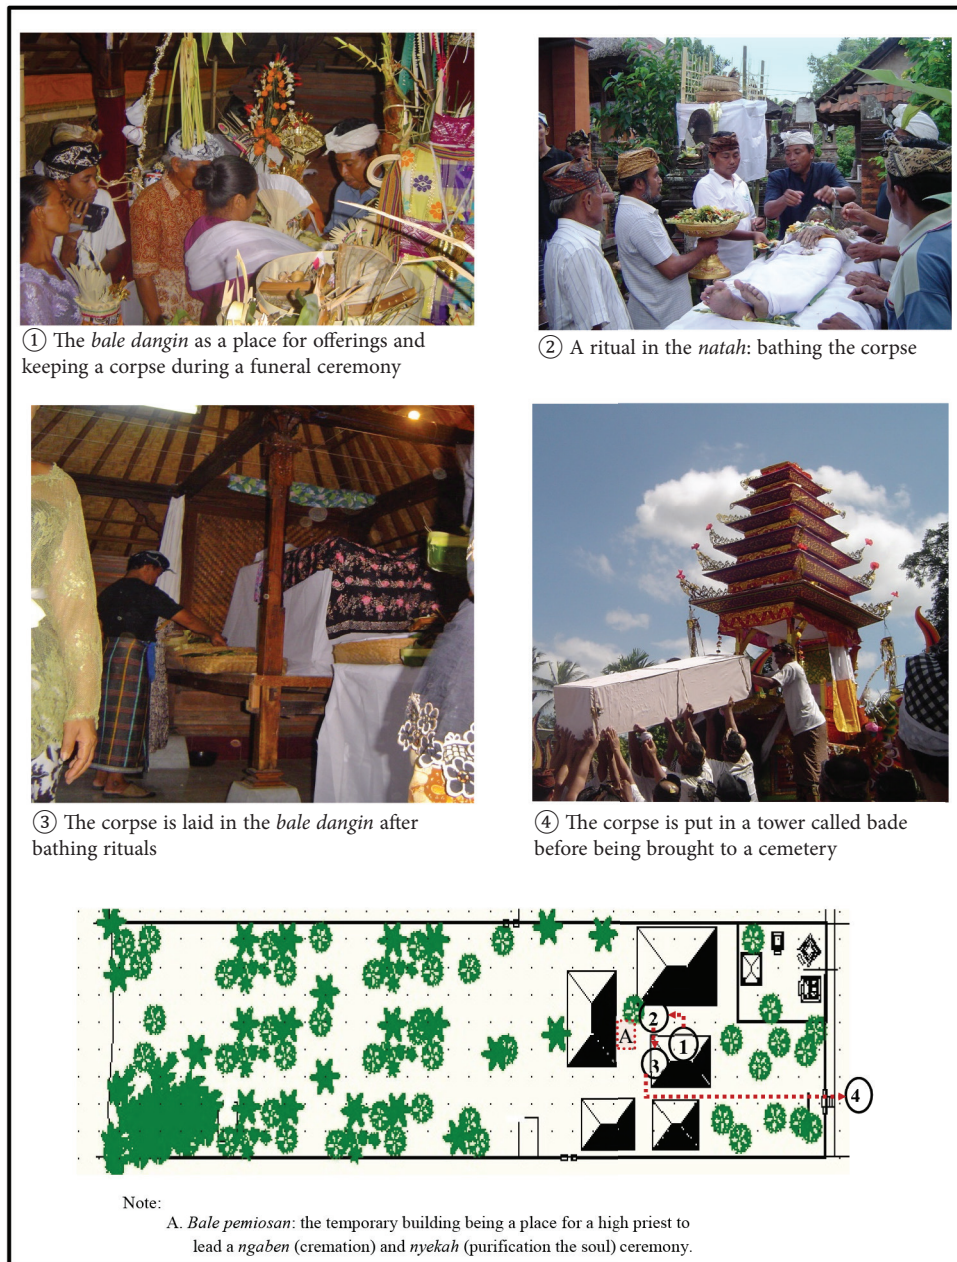 ① The bale dangin as a place for offerings and
keeping a corpse during a funeral ceremony
② A ritual in the natah: bathing the corpse
③ The corpse is laid in the bale dangin after
bathing rituals
④ The corpse is put in a tower called bade
before being brought to a cemetery
2
A
1
3
4
Note:
A. Bale pemiosan: the temporary building being a place for a high priest to
lead a ngaben (cremation) and nyekah (purification the soul) ceremony.